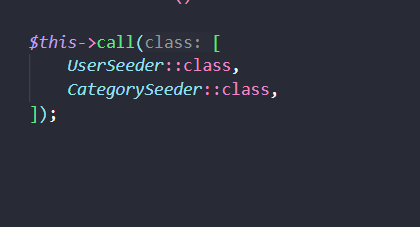 $this->call(class: [
UserSeeder::class,
CategorySeeder::class,
]);